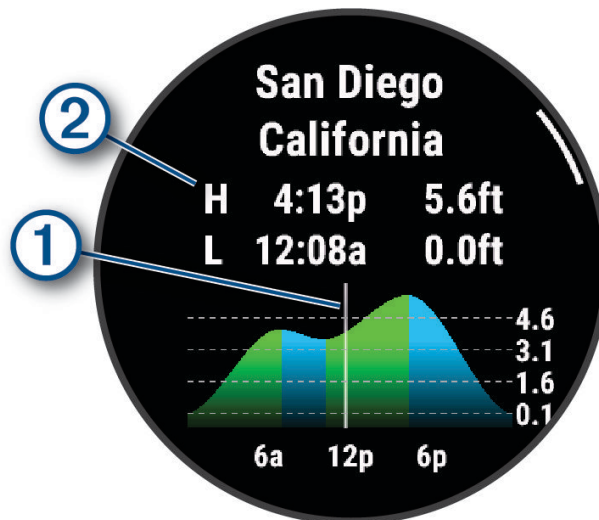 San Diego
California
2
H 4:13p 5.6ft
1
L 12:08a 0.0ft
4.6
3.1
1.6
0.1
6a 12p 6p